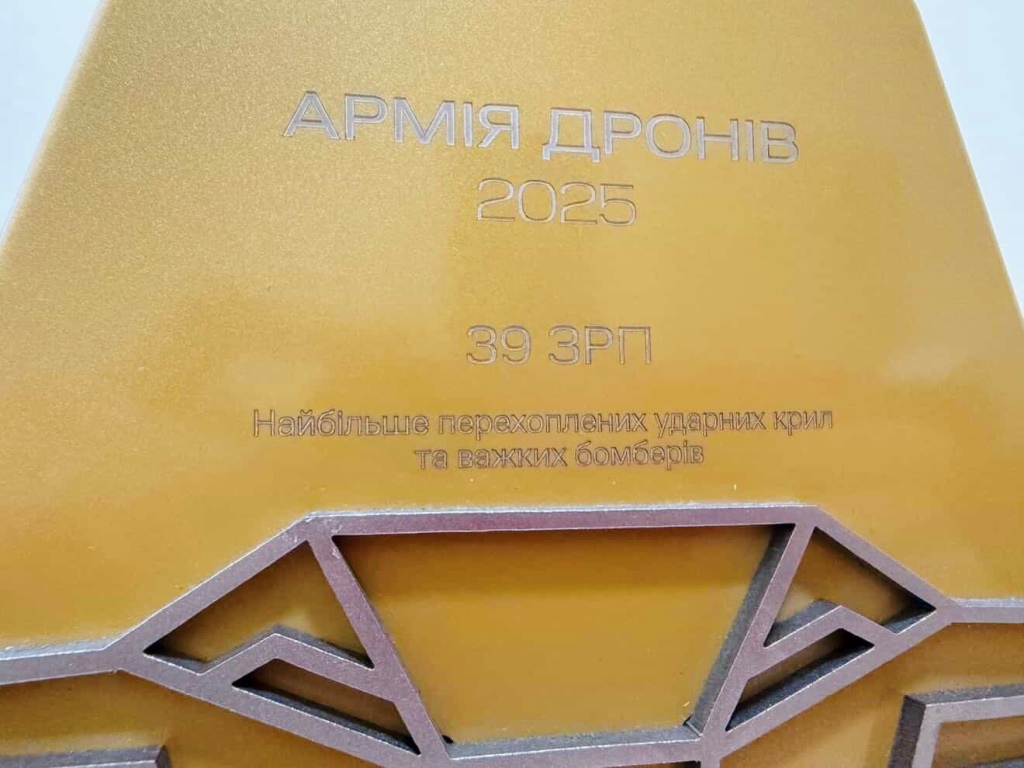 АРМІЯ ДРОНІВ
2025
39 ЗРП
Найбільше перехоплених ударних крил
та важких бомберів